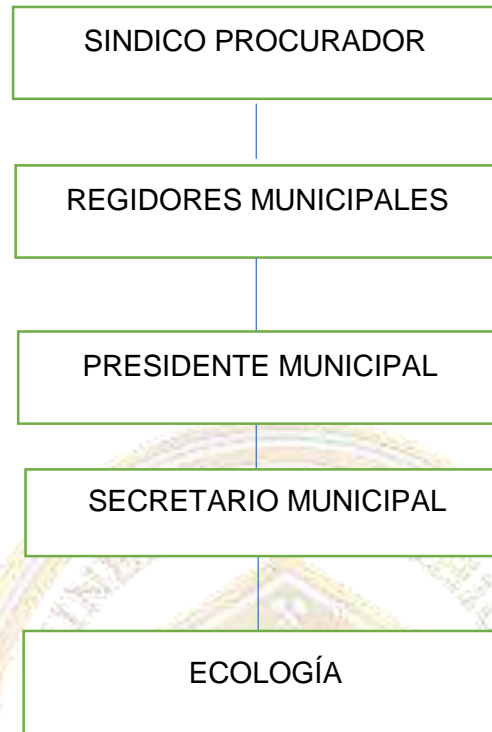 SINDICO PROCURADOR
REGIDORES MUNICIPALES
PRESIDENTE MUNICIPAL
SECRETARIO MUNICIPAL
ECOLOGÍA